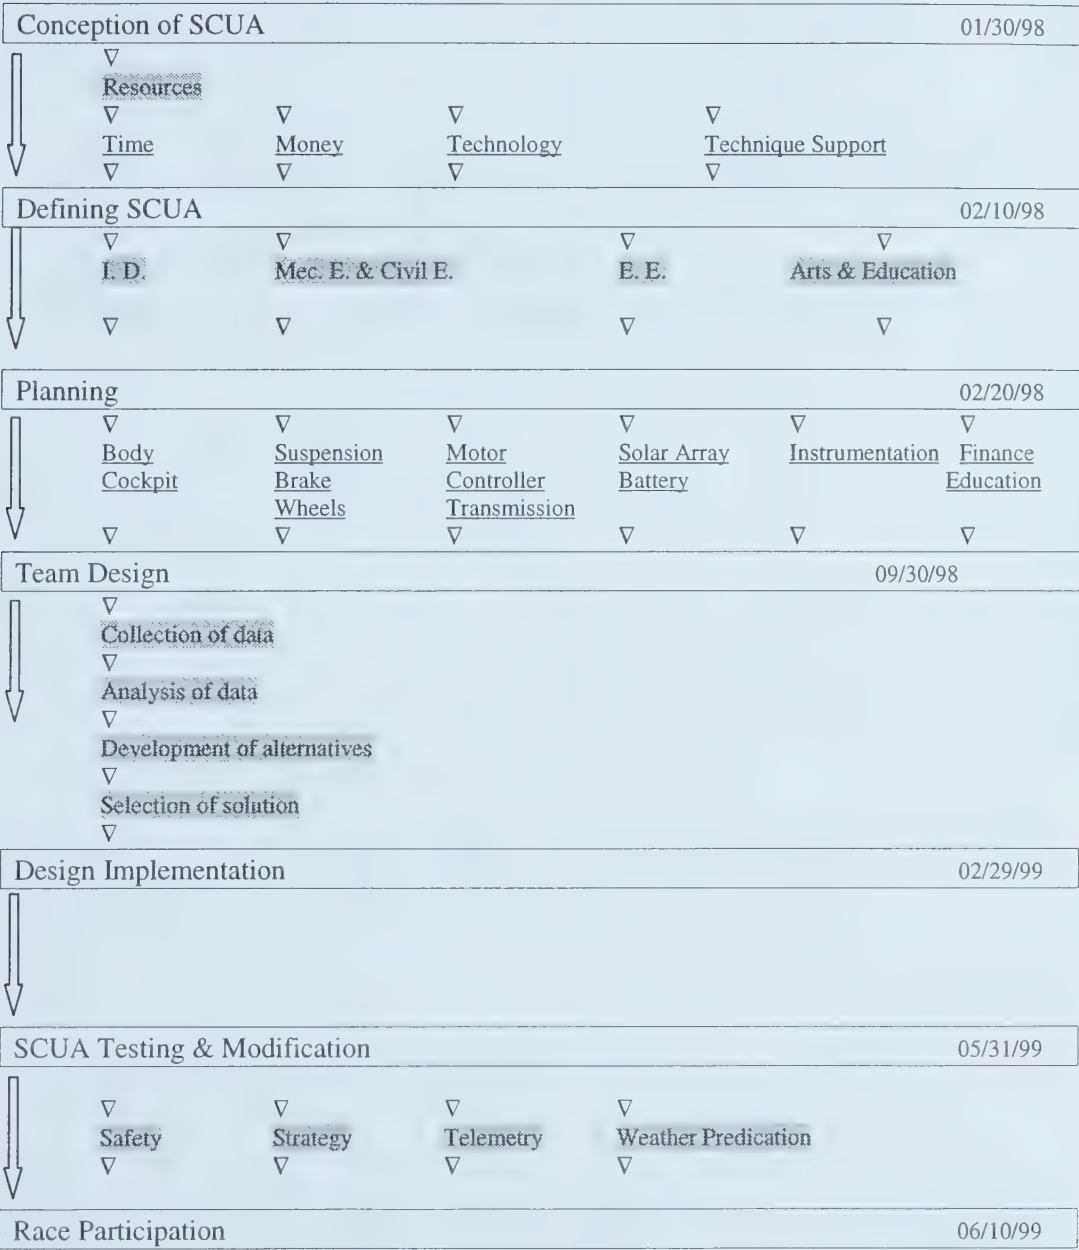 Conception of SCUA 01/30/98
Resources
Time Money Technology Technique Support
Defining SCUA 02/10/98
I. D. Mec. E. & Civil E. E. E. Arts & Education
Planning 02/20/98
Body Suspension Motor Solar Array Instrumentation Finance
Cockpit Brake Controller Battery Education
Wheels Transmission
Team Design 09/30/98
Collection of data
Analysis of data
Development of alternatives
Selection of solution
Design Implementation 02/29/99
SCUA Testing & Modification 05/31/99
Safety Strategy Telemetry Weather Predication
Race Participation 06/10/99